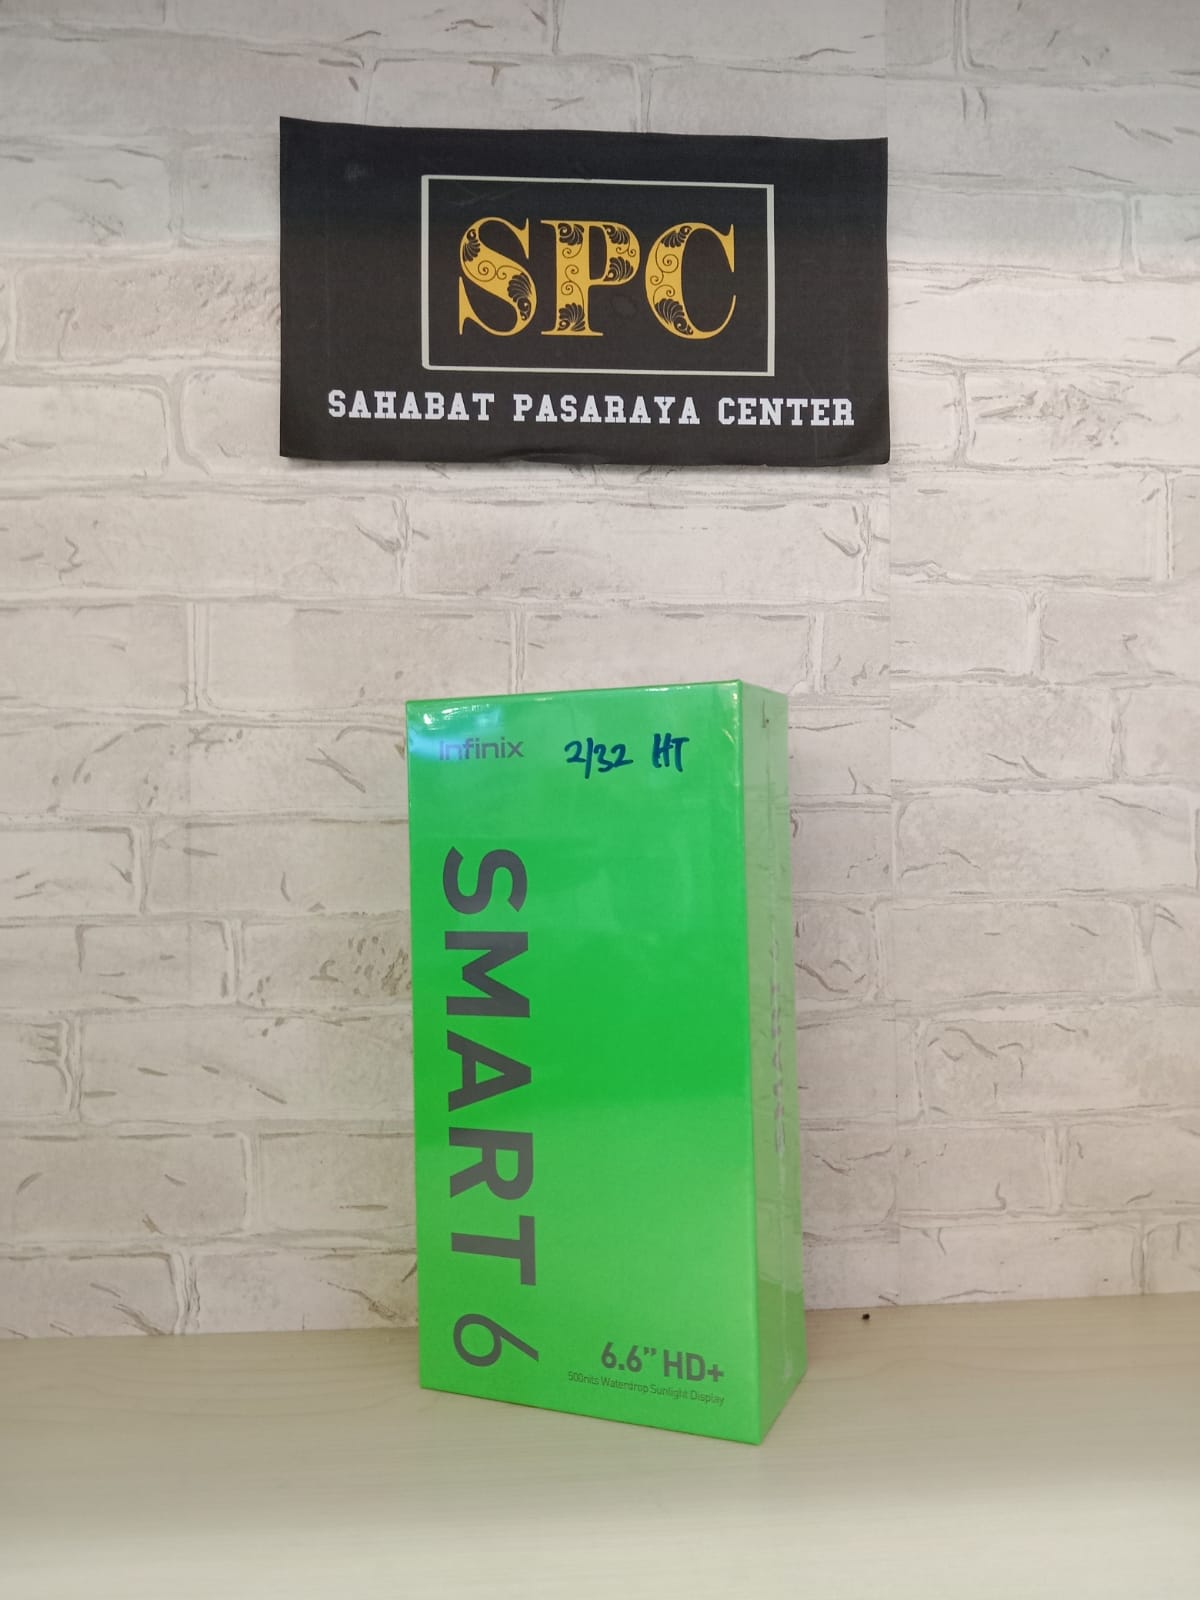 SPC
SAHABAT PASARAYA CENTER
Infinix
2/32 HT
SMART 6
6.6” HD+
500nits Waterdrop Sunlight Display